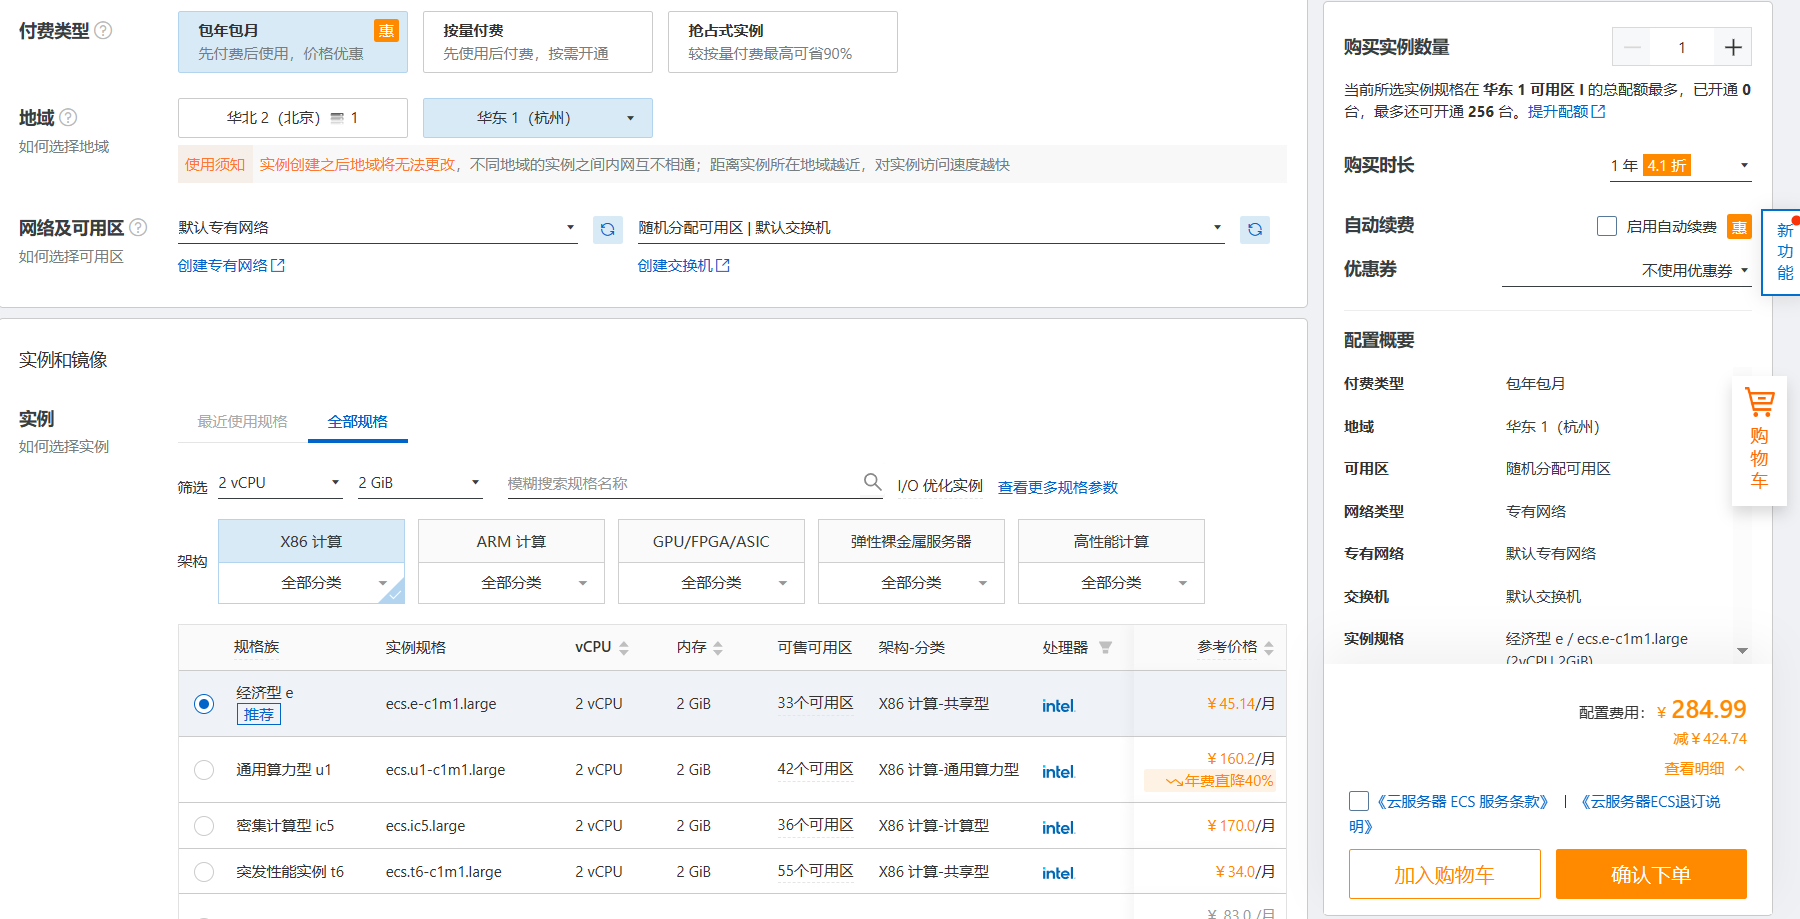 付费类型
包年包月
惠
先付费后使用，价格优惠
按量付费
先使用后付费，按需开通
抢占式实例
较按量付费最高可省90%
地域
如何选择地域
华北 2（北京） 1
华东 1（杭州）
使用须知 实例创建之后地域将无法更改，不同地域的实例之间内网互不相通；距离实例所在地域越近，对实例访问速度越快
网络及可用区
如何选择可用区
默认专有网络
随机分配可用区 | 默认交换机
创建专有网络
创建交换机
实例和镜像
实例
如何选择实例
最近使用规格 全部规格
筛选 2 vCPU 2 GiB 模糊搜索规格名称 I/O 优化实例 查看更多规格参数
架构
X86 计算 ARM 计算 GPU/FPGA/ASIC 弹性裸金属服务器 高性能计算
全部分类 全部分类 全部分类 全部分类 全部分类
规格族 实例规格 vCPU 内存 可售可用区 架构-分类 处理器 参考价格
经济型 e
推荐
ecs.e-c1m1.large 2 vCPU 2 GiB 33个可用区 X86 计算-共享型 intel. ¥ 45.14/月
通用算力型 u1 ecs.u1-c1m1.large 2 vCPU 2 GiB 42个可用区 X86 计算-通用算力型 intel. ¥ 160.2/月
年费直降40%
密集计算型 ic5 ecs.ic5.large 2 vCPU 2 GiB 36个可用区 X86 计算-计算型 intel. ¥ 170.0/月
突发性能实例 t6 ecs.t6-c1m1.large 2 vCPU 2 GiB 55个可用区 X86 计算-共享型 intel. ¥ 34.0/月
¥ 83.0 /月
购买实例数量 1
当前所选实例规格在 华东 1 可用区 I 的总配额最多，已开通 0
台，最多还可开通 256 台。提升配额
购买时长 1 年 4.1 折
自动续费 启用自动续费 惠
优惠券 不使用优惠券
配置概要
付费类型 包年包月
地域 华东 1（杭州）
可用区 随机分配可用区
网络类型 专有网络
专有网络 默认专有网络
交换机 默认交换机
实例规格 经济型 e / ecs.e-c1m1.large
(2vCPU 2GiB)
配置费用： ¥ 284.99
减 ¥ 424.74
查看明细
《云服务器 ECS 服务条款》 | 《云服务器ECS退订说
明》
加入购物车 确认下单
新
功
能
购
物
车